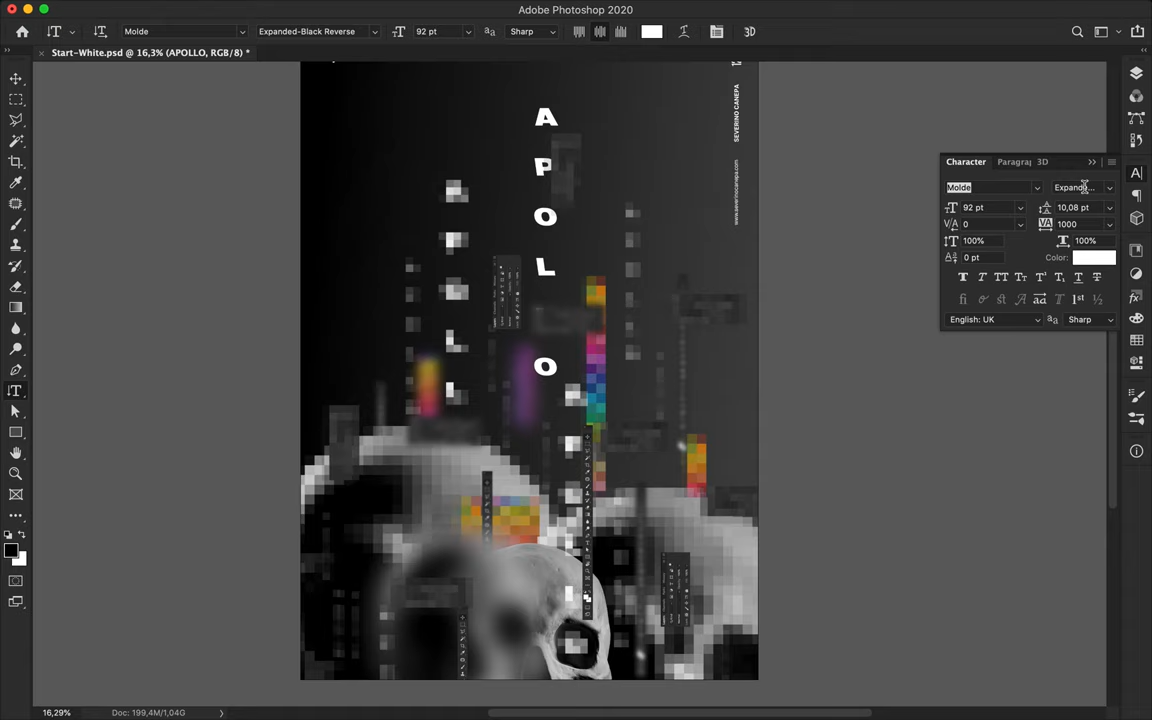 Adobe Photoshop 2020
Molde
Expanded-Black Reverse
92 pt
Sharp
3D
Start-White.psd @ 16,3% (APOLLO, RGB/8) *
A
P
O
L
O
SEVERINO CANEPA
www.severinocanepa.com
Character
Paragraph
3D
Molde
Expand...
92 pt
10,08 pt
0
1000
100%
100%
0 pt
Color:
English: UK
Sharp
16,29%
Doc: 199,4M/1,04G